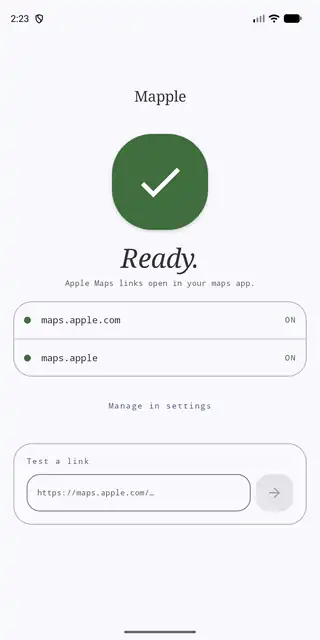 2:23
Mapple
Ready.
Apple Maps links open in your maps app.
maps.apple.com ON
maps.apple ON
Manage in settings
Test a link
https://maps.apple.com/…